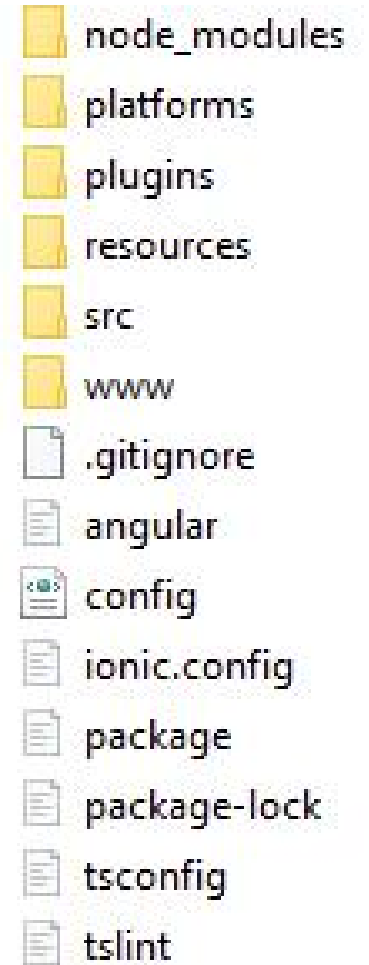 node_modules
platforms
plugins
resources
src
www
.gitignore
angular
config
ionic.config
package
package-lock
tsconfig
tslint